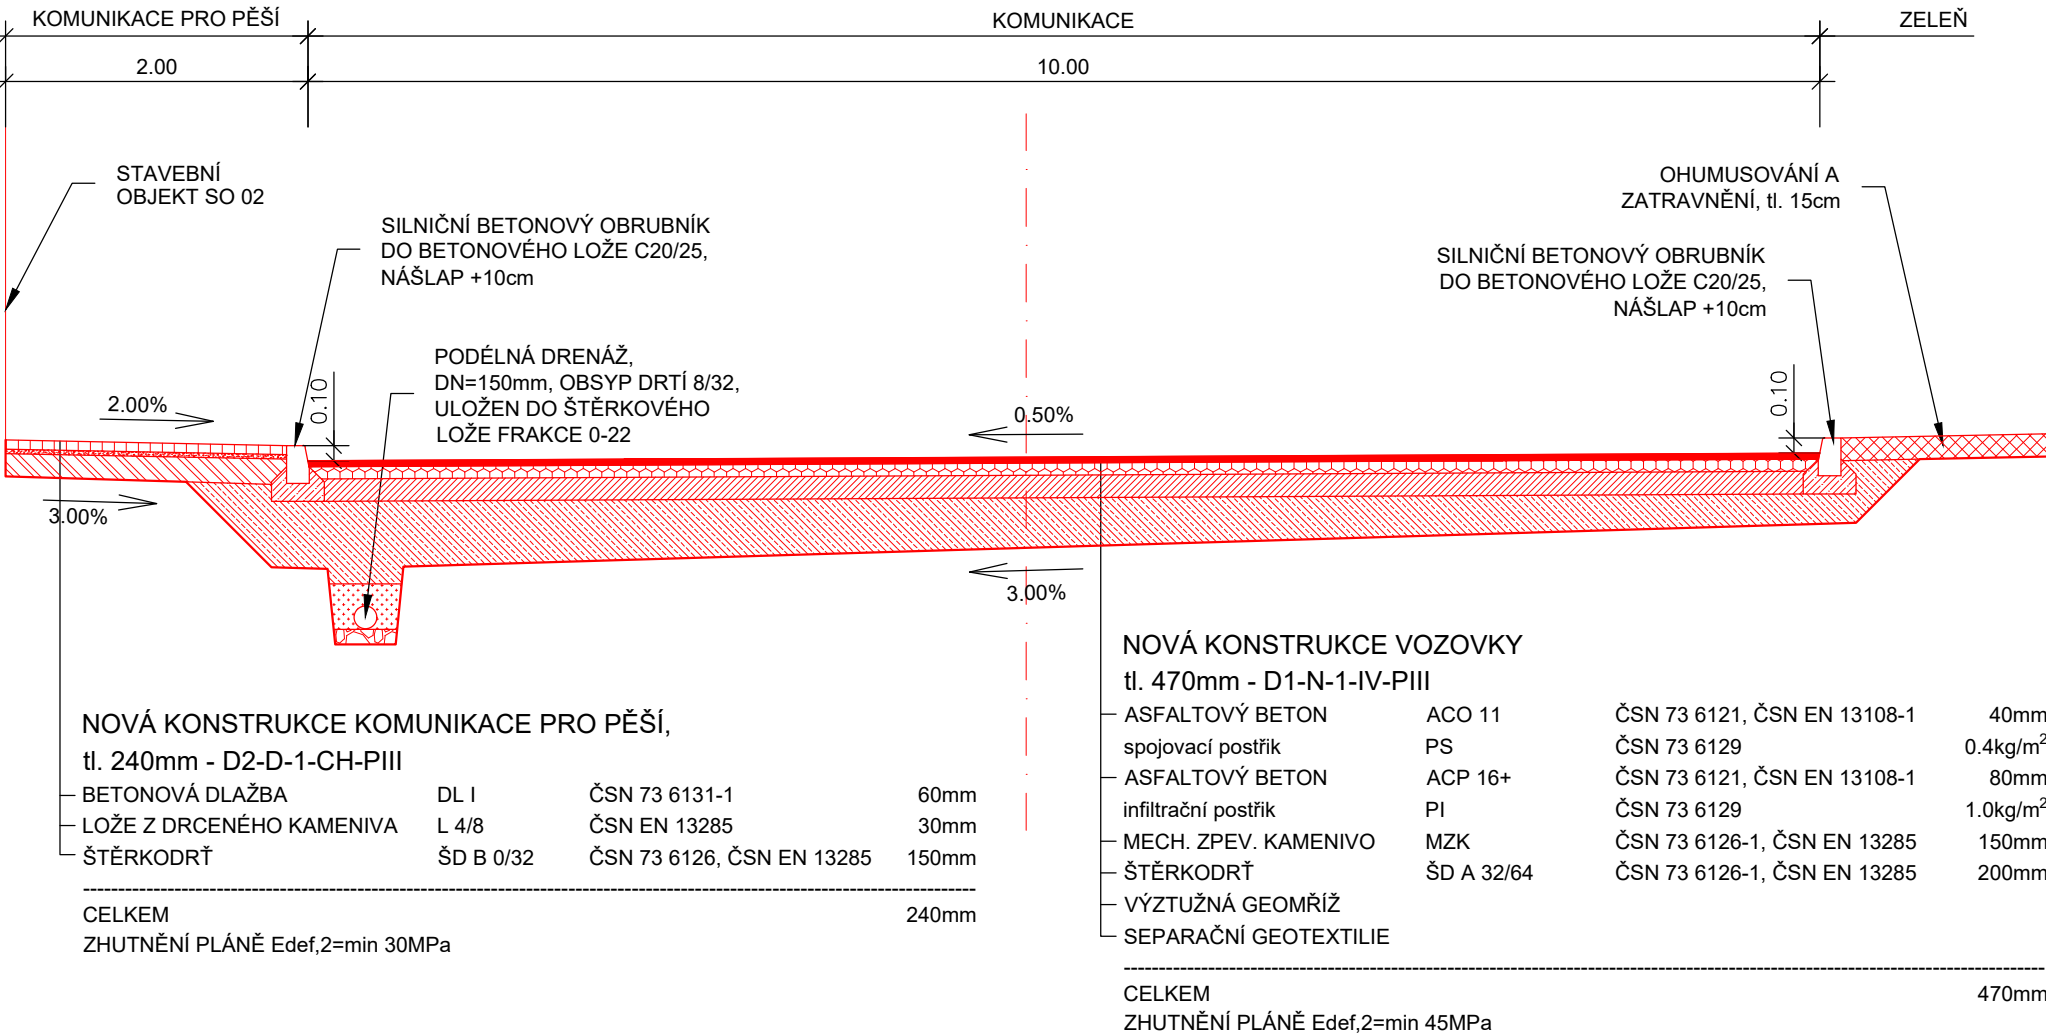 KOMUNIKACE PRO PĚŠÍ
KOMUNIKACE
ZELEŇ
2.00
10.00
STAVEBNÍ
OBJEKT SO 02
SILNIČNÍ BETONOVÝ OBRUBNÍK
DO BETONOVÉHO LOŽE C20/25,
NÁŠLAP +10cm
OHUMUSOVÁNÍ A
ZATRAVNĚNÍ, tl. 15cm
SILNIČNÍ BETONOVÝ OBRUBNÍK
DO BETONOVÉHO LOŽE C20/25,
NÁŠLAP +10cm
PODÉLNÁ DRENÁŽ,
DN=150mm, OBSYP DRTÍ 8/32,
ULOŽEN DO ŠTĚRKOVÉHO
LOŽE FRAKCE 0-22
0.10
0.10
2.00%
0.50%
3.00%
3.00%
NOVÁ KONSTRUKCE KOMUNIKACE PRO PĚŠÍ,
tl. 240mm - D2-D-1-CH-PIII
BETONOVÁ DLAŽBA DL I ČSN 73 6131-1 60mm
LOŽE Z DRCENÉHO KAMENIVA L 4/8 ČSN EN 13285 30mm
ŠTĚRKODRŤ ŠD B 0/32 ČSN 73 6126, ČSN EN 13285 150mm
CELKEM 240mm
ZHUTNĚNÍ PLÁNĚ Edef,2=min 30MPa
NOVÁ KONSTRUKCE VOZOVKY
tl. 470mm - D1-N-1-IV-PIII
ASFALTOVÝ BETON ACO 11 ČSN 73 6121, ČSN EN 13108-1 40mm
spojovací postřik PS ČSN 73 6129 0.4kg/m²
ASFALTOVÝ BETON ACP 16+ ČSN 73 6121, ČSN EN 13108-1 80mm
infiltrační postřik PI ČSN 73 6129 1.0kg/m²
MECH. ZPEV. KAMENIVO MZK ČSN 73 6126-1, ČSN EN 13285 150mm
ŠTĚRKODRŤ ŠD A 32/64 ČSN 73 6126-1, ČSN EN 13285 200mm
VÝZTUŽNÁ GEOMŘÍŽ
SEPARAČNÍ GEOTEXTILIE
CELKEM 470mm
ZHUTNĚNÍ PLÁNĚ Edef,2=min 45MPa